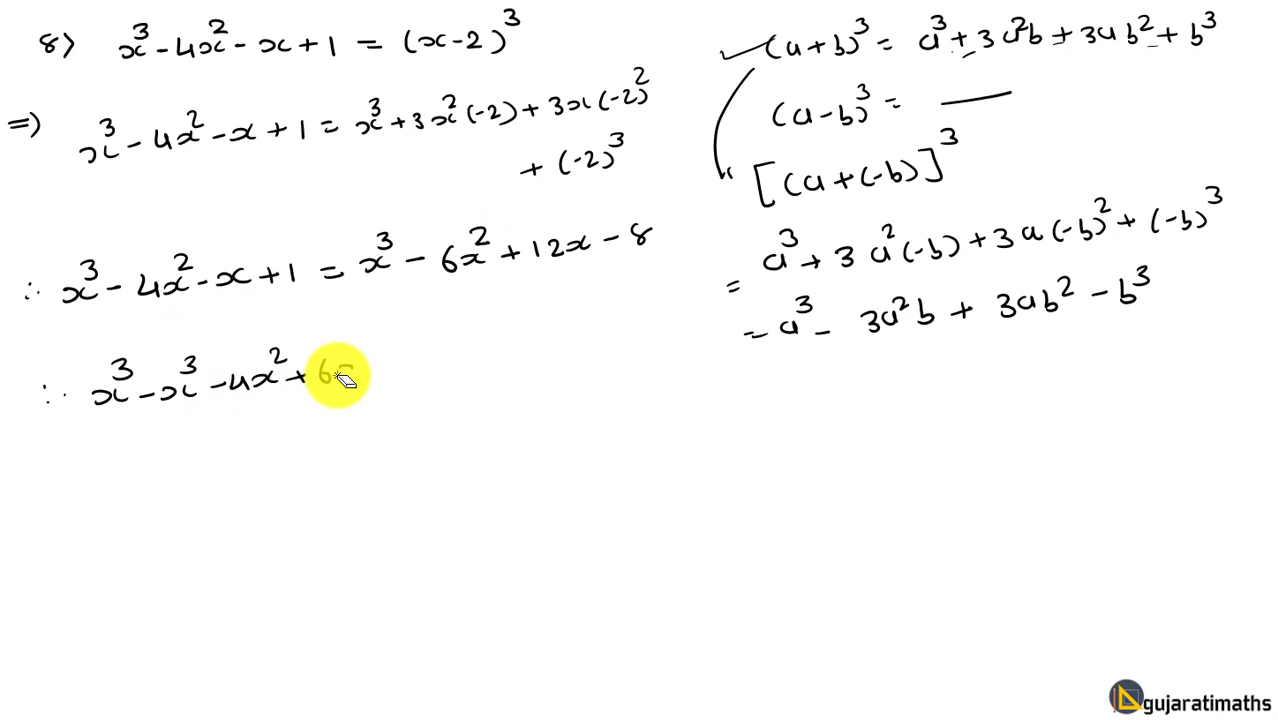 8) x³ - 4x² - x + 1 = (x - 2)³
⇒) x³ - 4x² - x + 1 = x³ + 3x²(-2) + 3x(-2)²
+ (-2)³
∴ x³ - 4x² - x + 1 = x³ - 6x² + 12x - 8
∴ x³ - x³ - 4x² + 6
(a + b)³ = a³ + 3a²b + 3ab² + b³
(a - b)³ = —
[(a + (-b)]³
= a³ + 3a²(-b) + 3a(-b)² + (-b)³
= a³ - 3a²b + 3ab² - b³
gujaratimaths